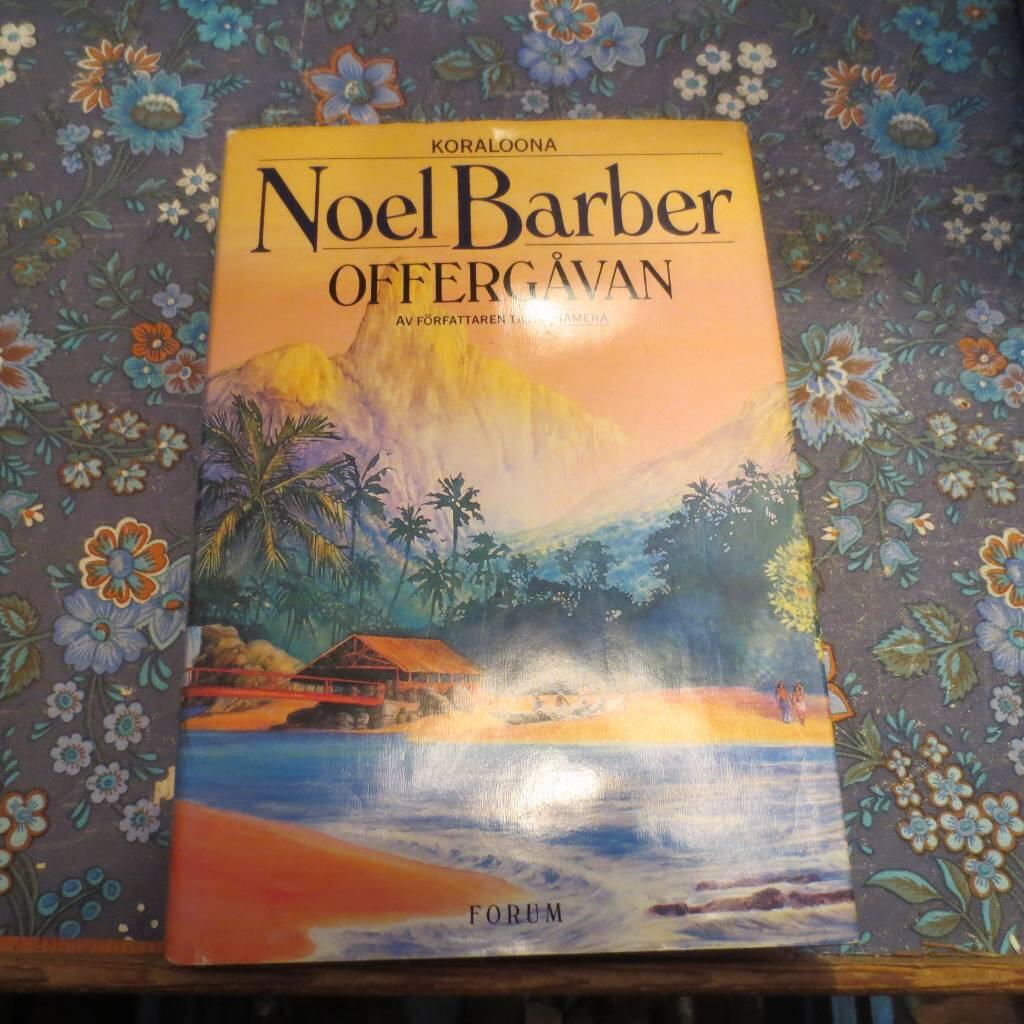 KORALOONA
Noel Barber
OFFERGÅVAN
AV FÖRFATTAREN
FORUM